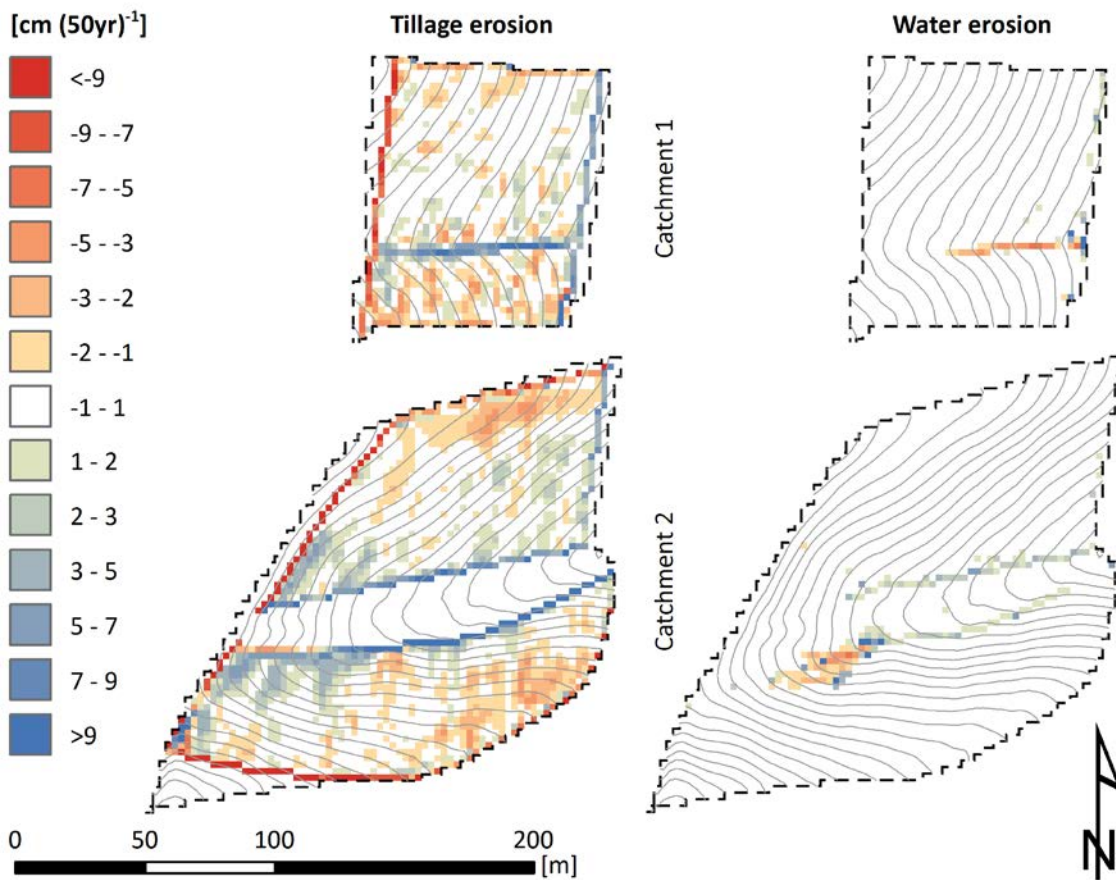 [cm (50yr)⁻¹]
Tillage erosion
Water erosion
<-9
-9 - -7
-7 - -5
-5 - -3
-3 - -2
-2 - -1
-1 - 1
1 - 2
2 - 3
3 - 5
5 - 7
7 - 9
>9
Catchment 1
Catchment 2
0 50 100 200
[m]
N